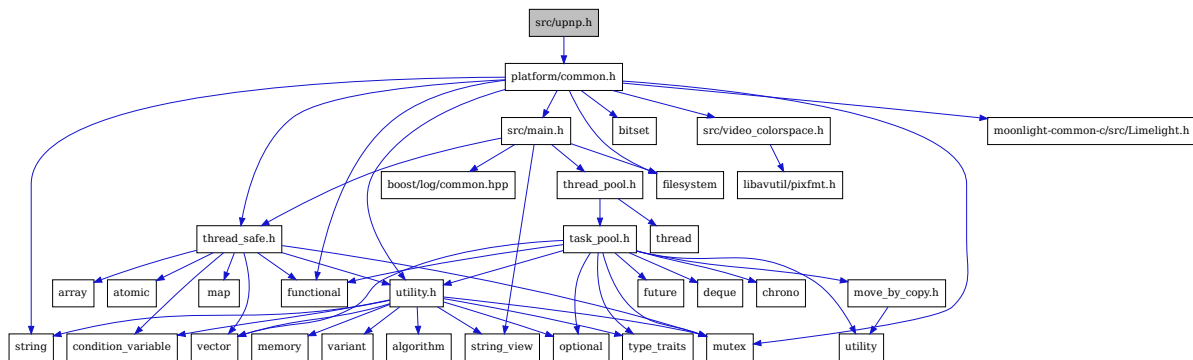 src/upnp.h
platform/common.h
src/main.h
bitset
src/video_colorspace.h
moonlight-common-c/src/Limelight.h
boost/log/common.hpp
thread_pool.h
filesystem
libavutil/pixfmt.h
thread_safe.h
task_pool.h
thread
array
atomic
map
functional
utility.h
future
deque
chrono
move_by_copy.h
string
condition_variable
vector
memory
variant
algorithm
string_view
optional
type_traits
mutex
utility